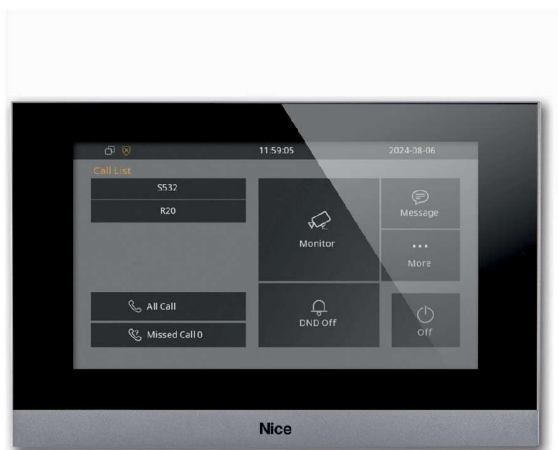 11:59:05
2024-08-06
Call List
S532
R20
Monitor
Message
More
All Call
Missed Call 0
DND Off
Off
Nice